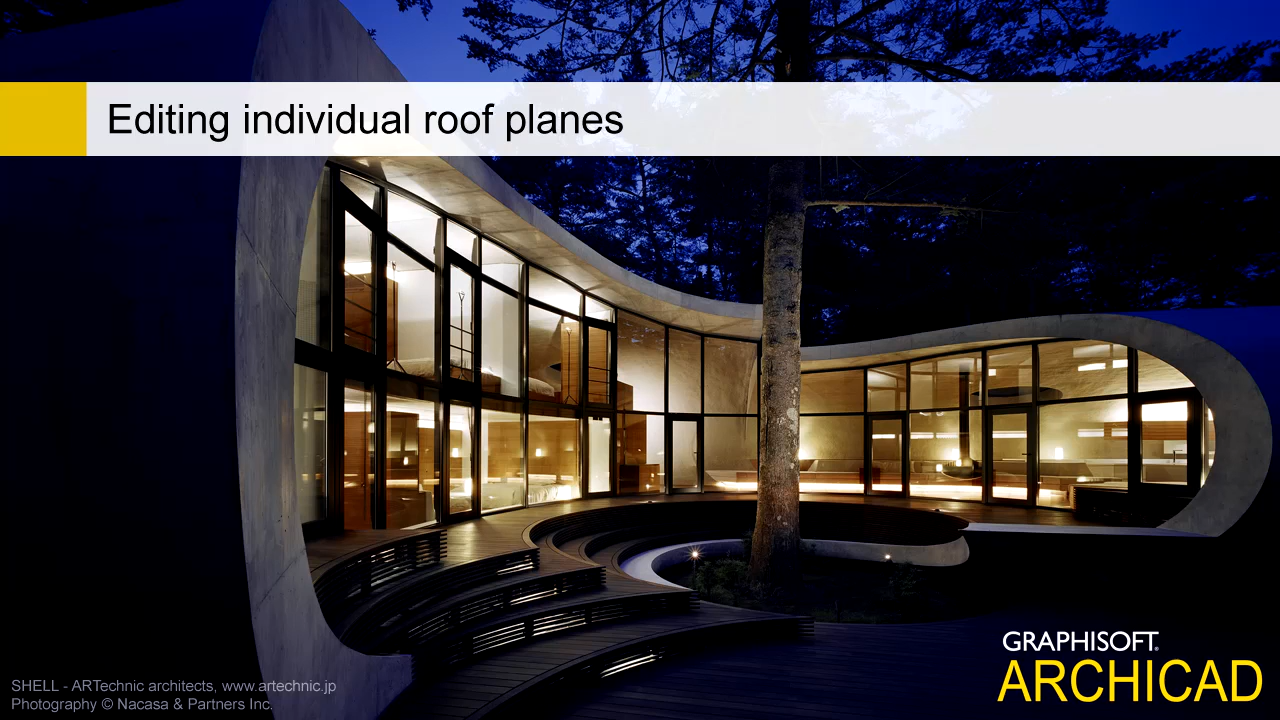 Editing individual roof planes
GRAPHISOFT®
ARCHICAD
SHELL - ARTechnic architects, www.artechnic.jp
Photography © Nacasa & Partners Inc.